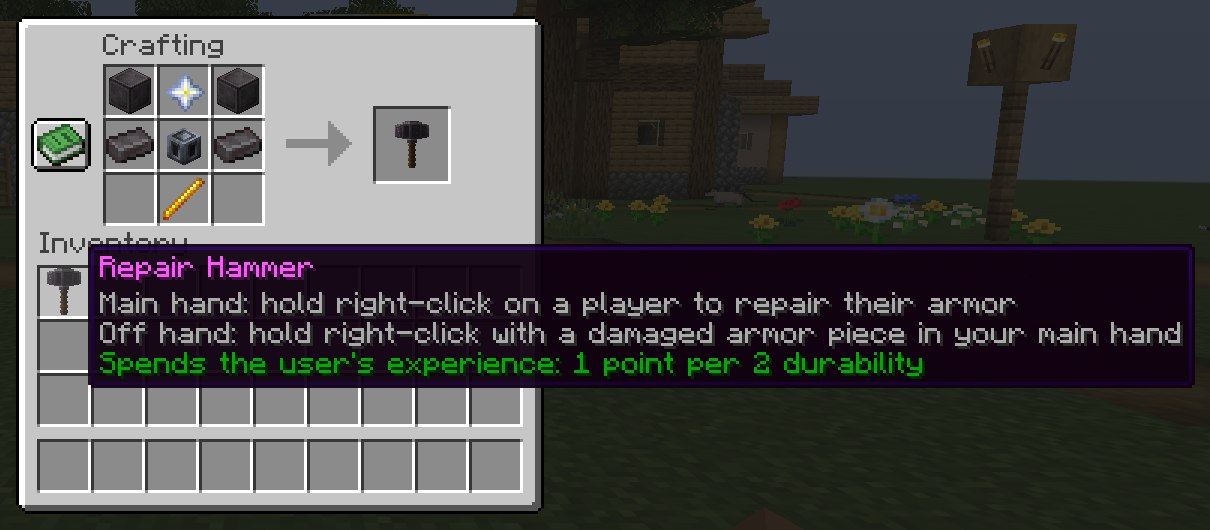 Crafting
Inventory
Repair Hammer
Main hand: hold right-click on a player to repair their armor
Off hand: hold right-click with a damaged armor piece in your main hand
Spends the user's experience: 1 point per 2 durability